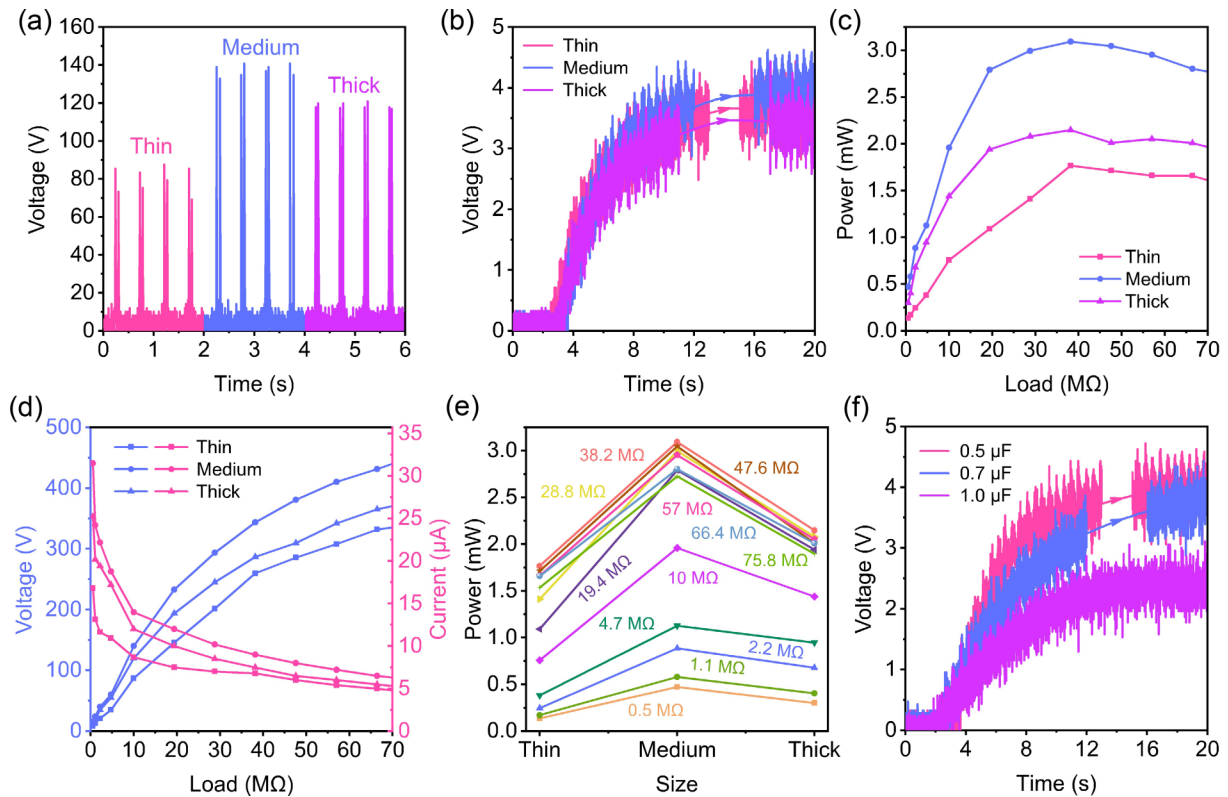 (a)
160
140
120
100
80
60
40
20
0
Voltage (V)
Thin
Medium
Thick
0 1 2 3 4 5 6
Time (s)
(b)
5
4
3
2
1
0
Voltage (V)
Thin
Medium
Thick
0 4 8 12 16 20
Time (s)
(c)
3.0
2.5
2.0
1.5
1.0
0.5
0.0
Power (mW)
Thin
Medium
Thick
0 10 20 30 40 50 60 70
Load (MΩ)
(d)
500
400
300
200
100
0
Voltage (V)
Thin
Medium
Thick
35
30
25
20
15
10
5
0
Current (μA)
0 10 20 30 40 50 60 70
Load (MΩ)
(e)
3.0
2.5
2.0
1.5
1.0
0.5
0.0
Power (mW)
38.2 MΩ
47.6 MΩ
28.8 MΩ
57 MΩ
66.4 MΩ
75.8 MΩ
19.4 MΩ
10 MΩ
4.7 MΩ
2.2 MΩ
1.1 MΩ
0.5 MΩ
Thin Medium Thick
Size
(f)
5
4
3
2
1
0
Voltage (V)
0.5 μF
0.7 μF
1.0 μF
0 4 8 12 16 20
Time (s)